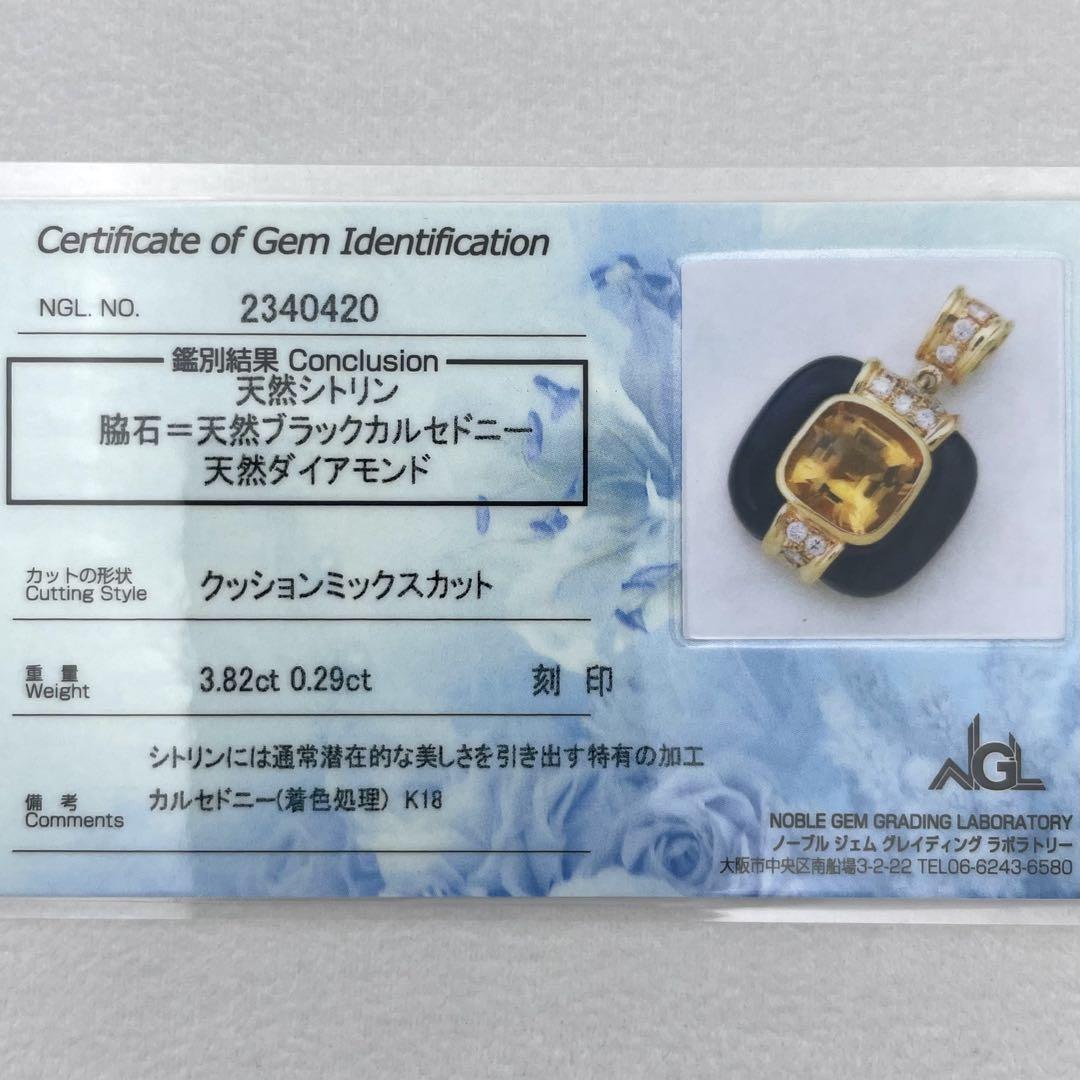 Certificate of Gem Identification
NGL. NO. 2340420
鑑別結果 Conclusion
天然シトリン
脇石=天然ブラックカルセドニー
天然ダイアモンド
カットの形状
Cutting Style
クッションミックスカット
重 量
Weight
3.82ct 0.29ct 刻 印
シトリンには通常潜在的な美しさを引き出す特有の加工
カルセドニー(着色処理) K18
備 考
Comments
NGL
NOBLE GEM GRADING LABORATORY
ノーブル ジェム グレイディング ラボラトリー
大阪市中央区南船場3-2-22 TEL06-6243-6580